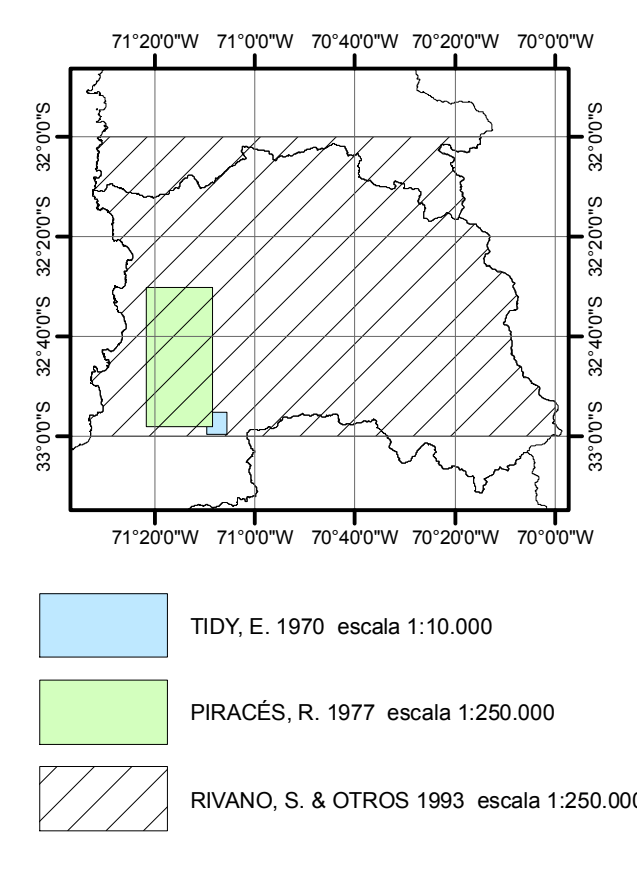 71°20'0"W 71°0'0"W 70°40'0"W 70°20'0"W 70°0'0"W
32°0'0"S 32°0'0"S
32°20'0"S 32°20'0"S
32°40'0"S 32°40'0"S
33°0'0"S 33°0'0"S
71°20'0"W 71°0'0"W 70°40'0"W 70°20'0"W 70°0'0"W
TIDY, E. 1970 escala 1:10.000
PIRACÉS, R. 1977 escala 1:250.000
RIVANO, S. & OTROS 1993 escala 1:250.000